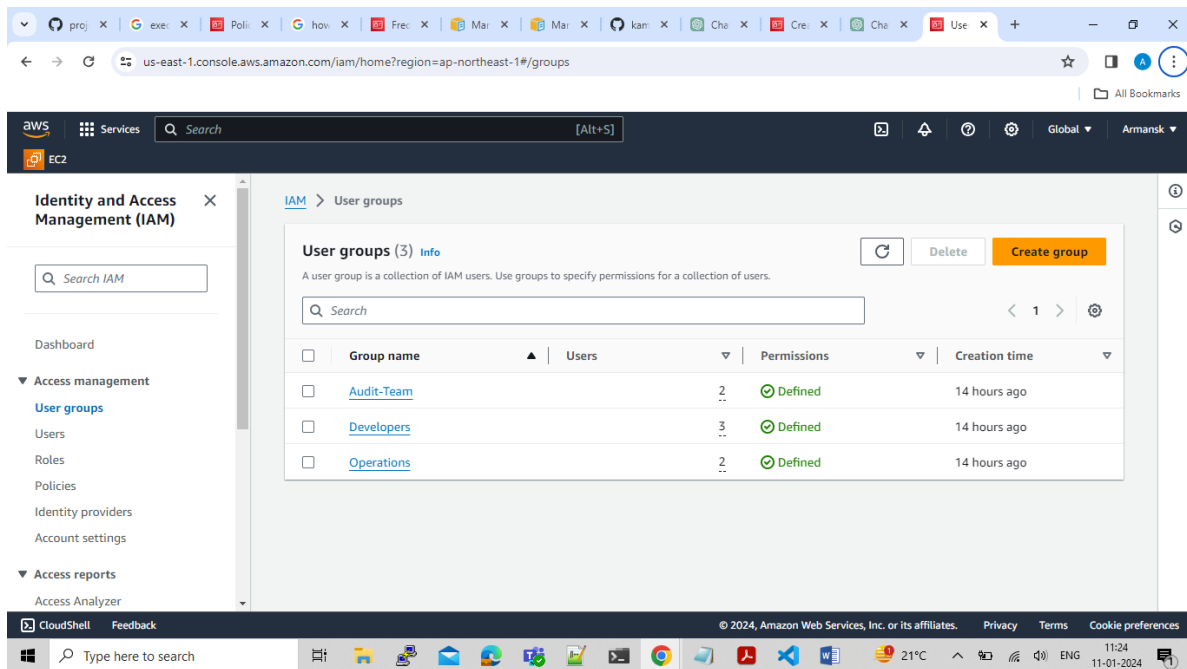 proj
exec
Polic
how
Frec
Mar
Mar
kam
Cha
Crea
Cha
Use
us-east-1.console.aws.amazon.com/iam/home?region=ap-northeast-1#/groups
A
All Bookmarks
aws
Services
Search
[Alt+S]
Global
Armansk
EC2
Identity and Access
Management (IAM)
Search IAM
Dashboard
Access management
User groups
Users
Roles
Policies
Identity providers
Account settings
Access reports
Access Analyzer
IAM > User groups
User groups (3) Info
A user group is a collection of IAM users. Use groups to specify permissions for a collection of users.
Delete
Create group
Search
1
Group name Users Permissions Creation time
Audit-Team 2 Defined 14 hours ago
Developers 3 Defined 14 hours ago
Operations 2 Defined 14 hours ago
CloudShell Feedback © 2024, Amazon Web Services, Inc. or its affiliates. Privacy Terms Cookie preferences
Type here to search
21°C
ENG
11:24
11-01-2024